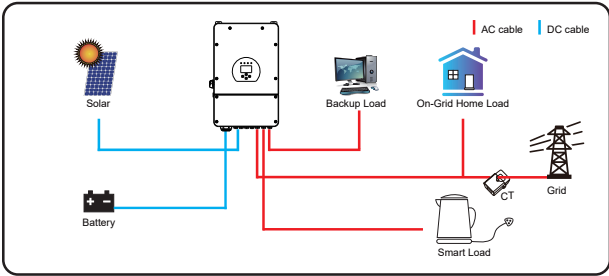 AC cable
DC cable
Solar
Backup Load
On-Grid Home Load
CT
Grid
Battery
Smart Load